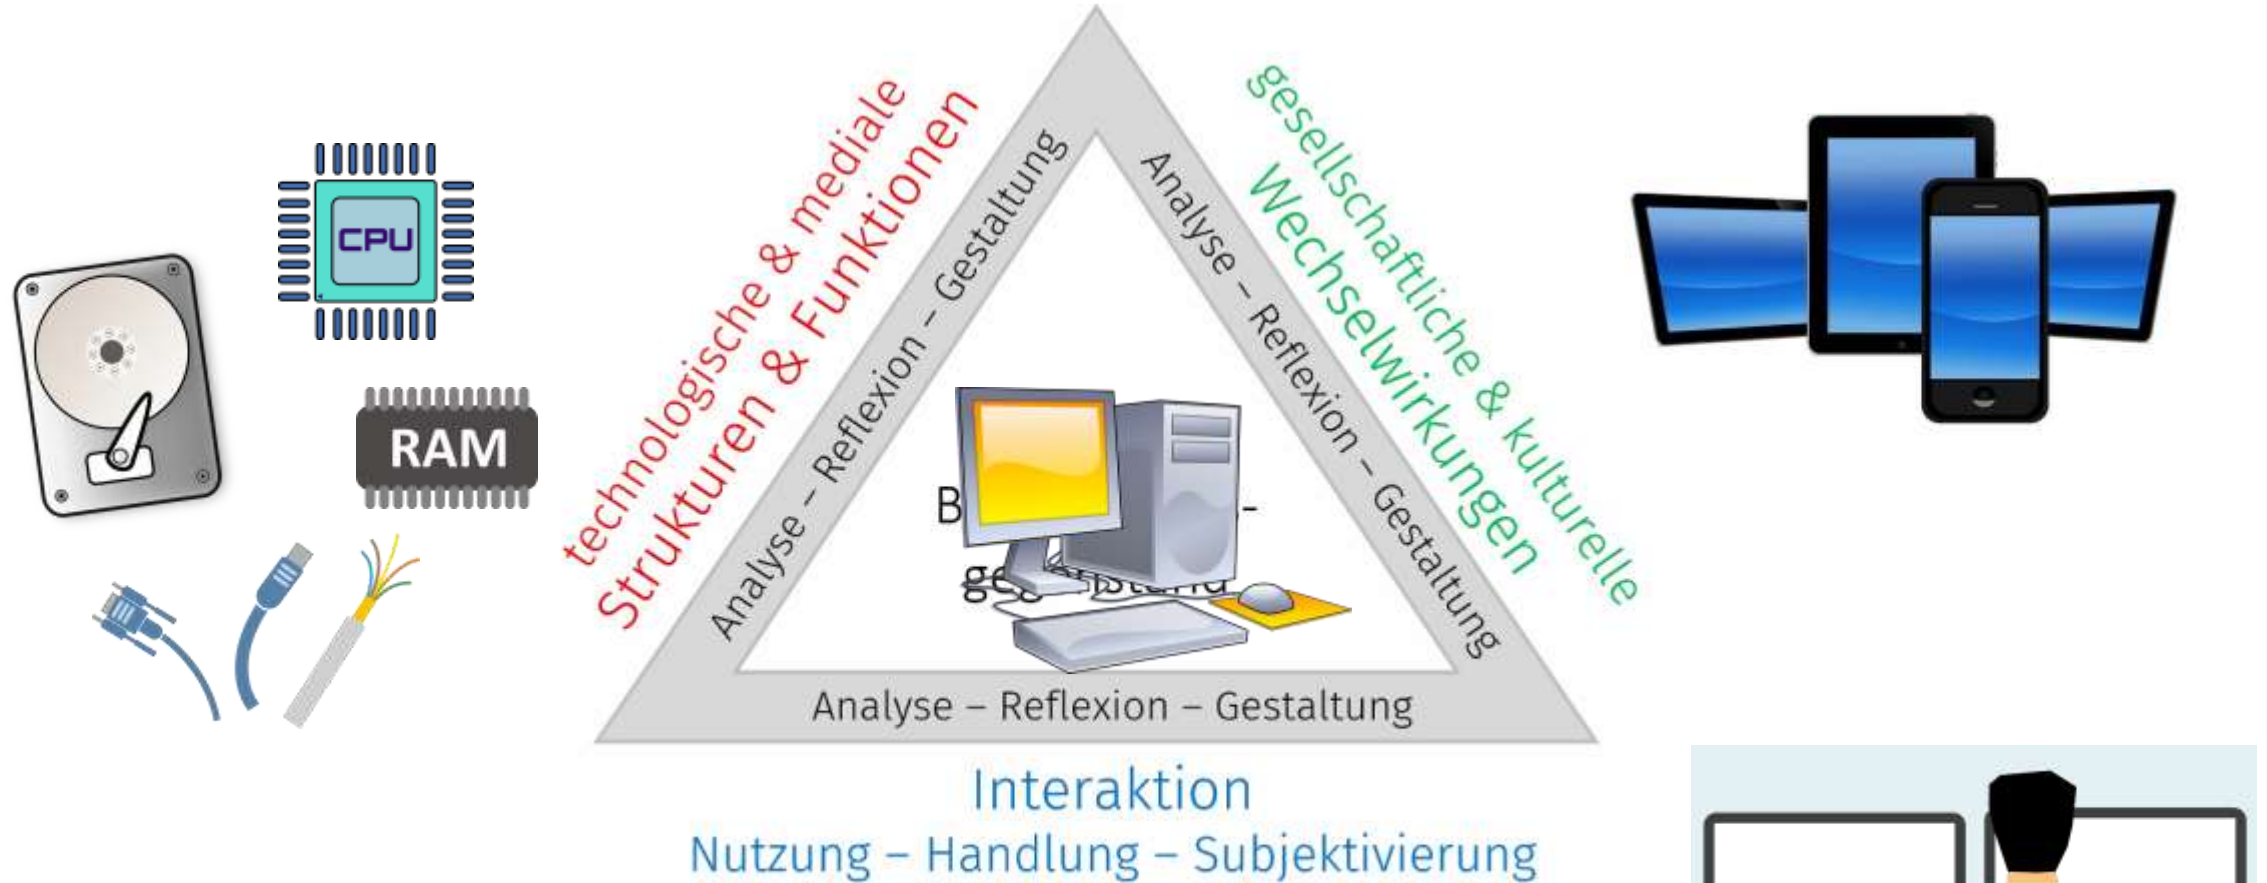 CPU
RAM
technologische & mediale
Strukturen & Funktionen
Analyse – Reflexion – Gestaltung
gesellschaftliche & kulturelle
Wechselwirkungen
Analyse – Reflexion – Gestaltung
Analyse – Reflexion – Gestaltung
Interaktion
Nutzung – Handlung – Subjektivierung